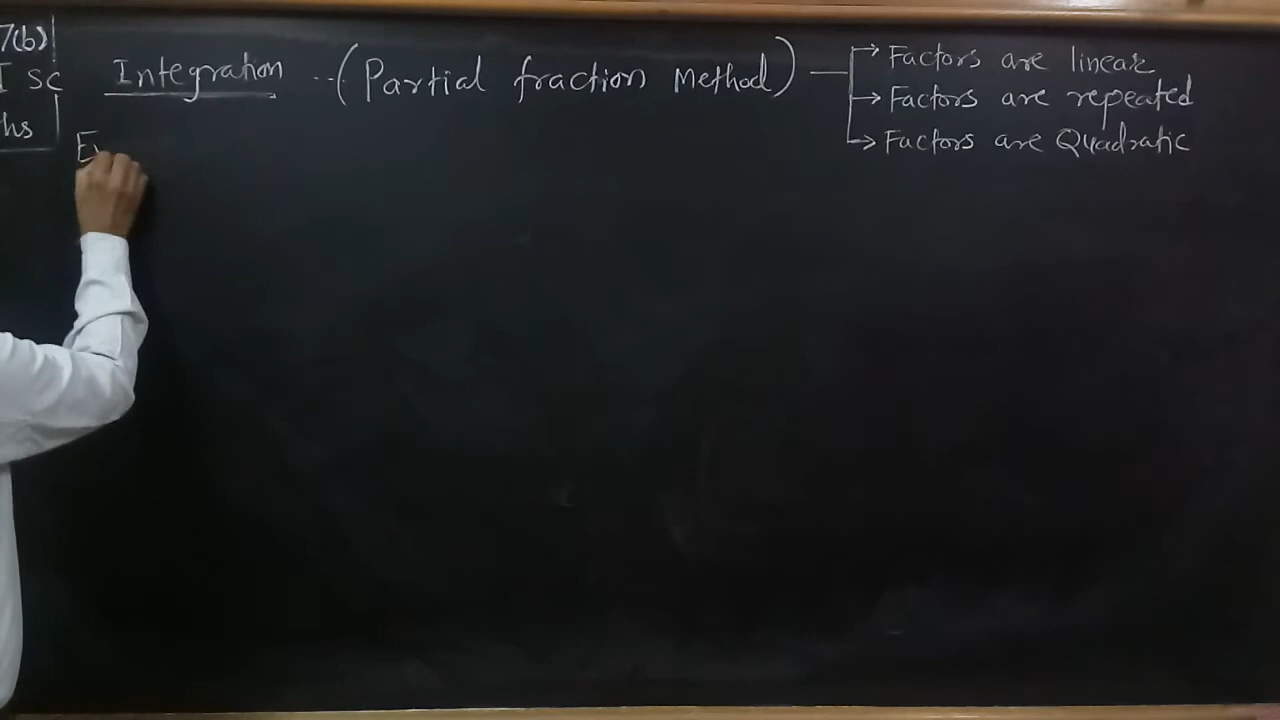 7(b)
I SC
hs
Integration -- (Partial fraction Method)
Factors are linear
Factors are repeated
Factors are Quadratic
E